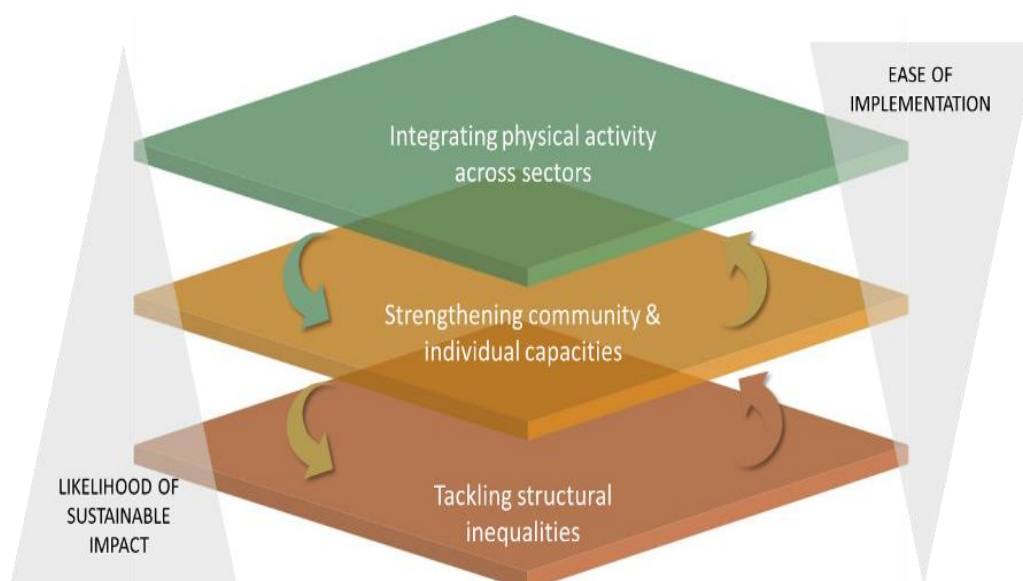 EASE OF
IMPLEMENTATION
Integrating physical activity
across sectors
Strengthening community &
individual capacities
LIKELIHOOD OF
SUSTAINABLE
IMPACT
Tackling structural
inequalities